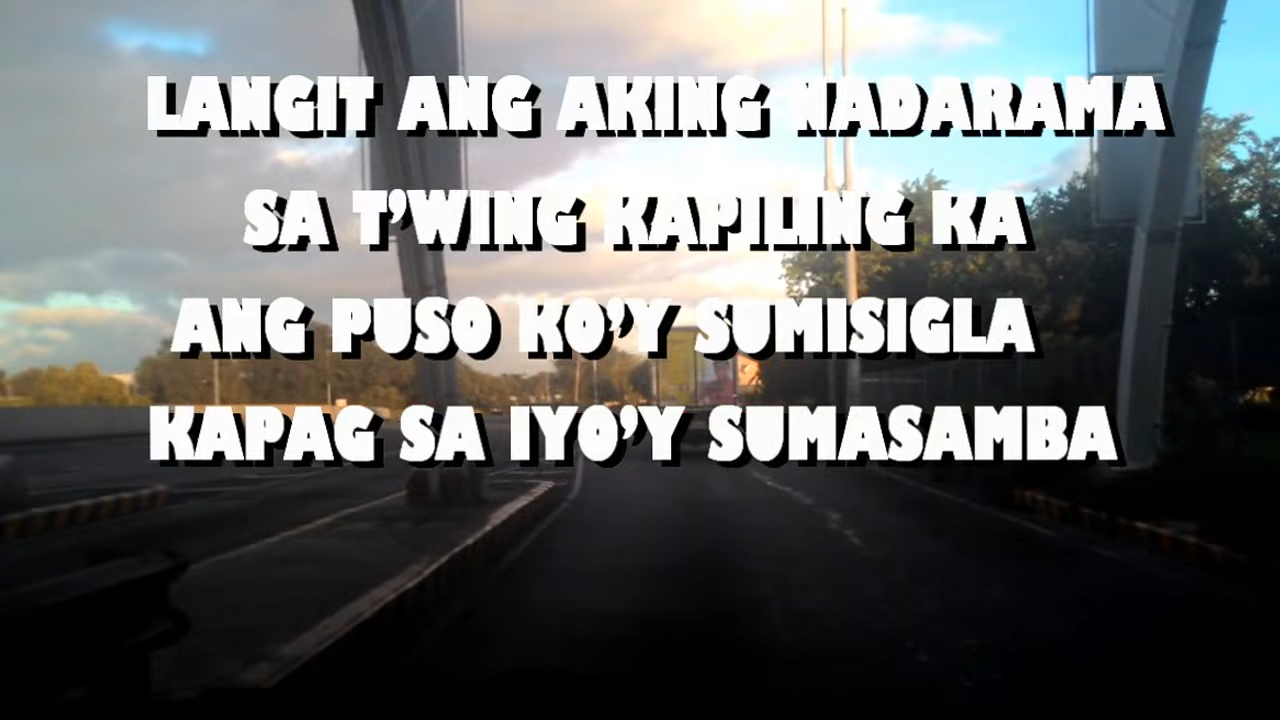 LANGIT ANG AKING NADARAMA
SA T'WING KAPILING KA
ANG PUSO KO'Y SUMISIGLA
KAPAG SA IYO'Y SUMASAMBA